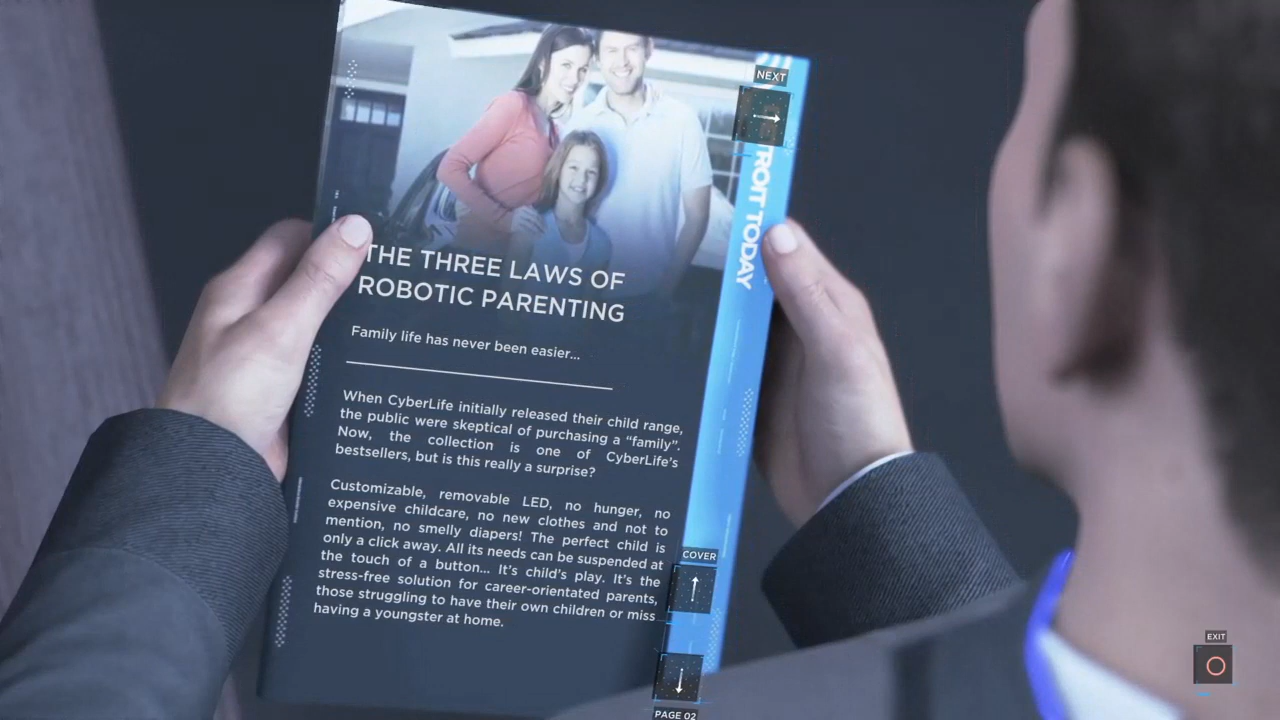 NEXT
TROIT TODAY
THE THREE LAWS OF
ROBOTIC PARENTING
Family life has never been easier...
When CyberLife initially released their child range,
the public were skeptical of purchasing a “family”.
Now, the collection is one of CyberLife's
bestsellers, but is this really a surprise?
Customizable, removable LED, no hunger, no
expensive childcare, no new clothes and not to
mention, no smelly diapers! The perfect child is
only a click away. All its needs can be suspended at
the touch of a button... It's child's play. It's the
stress-free solution for career-orientated parents,
those struggling to have their own children or miss
having a youngster at home.
COVER
PAGE 02
EXIT